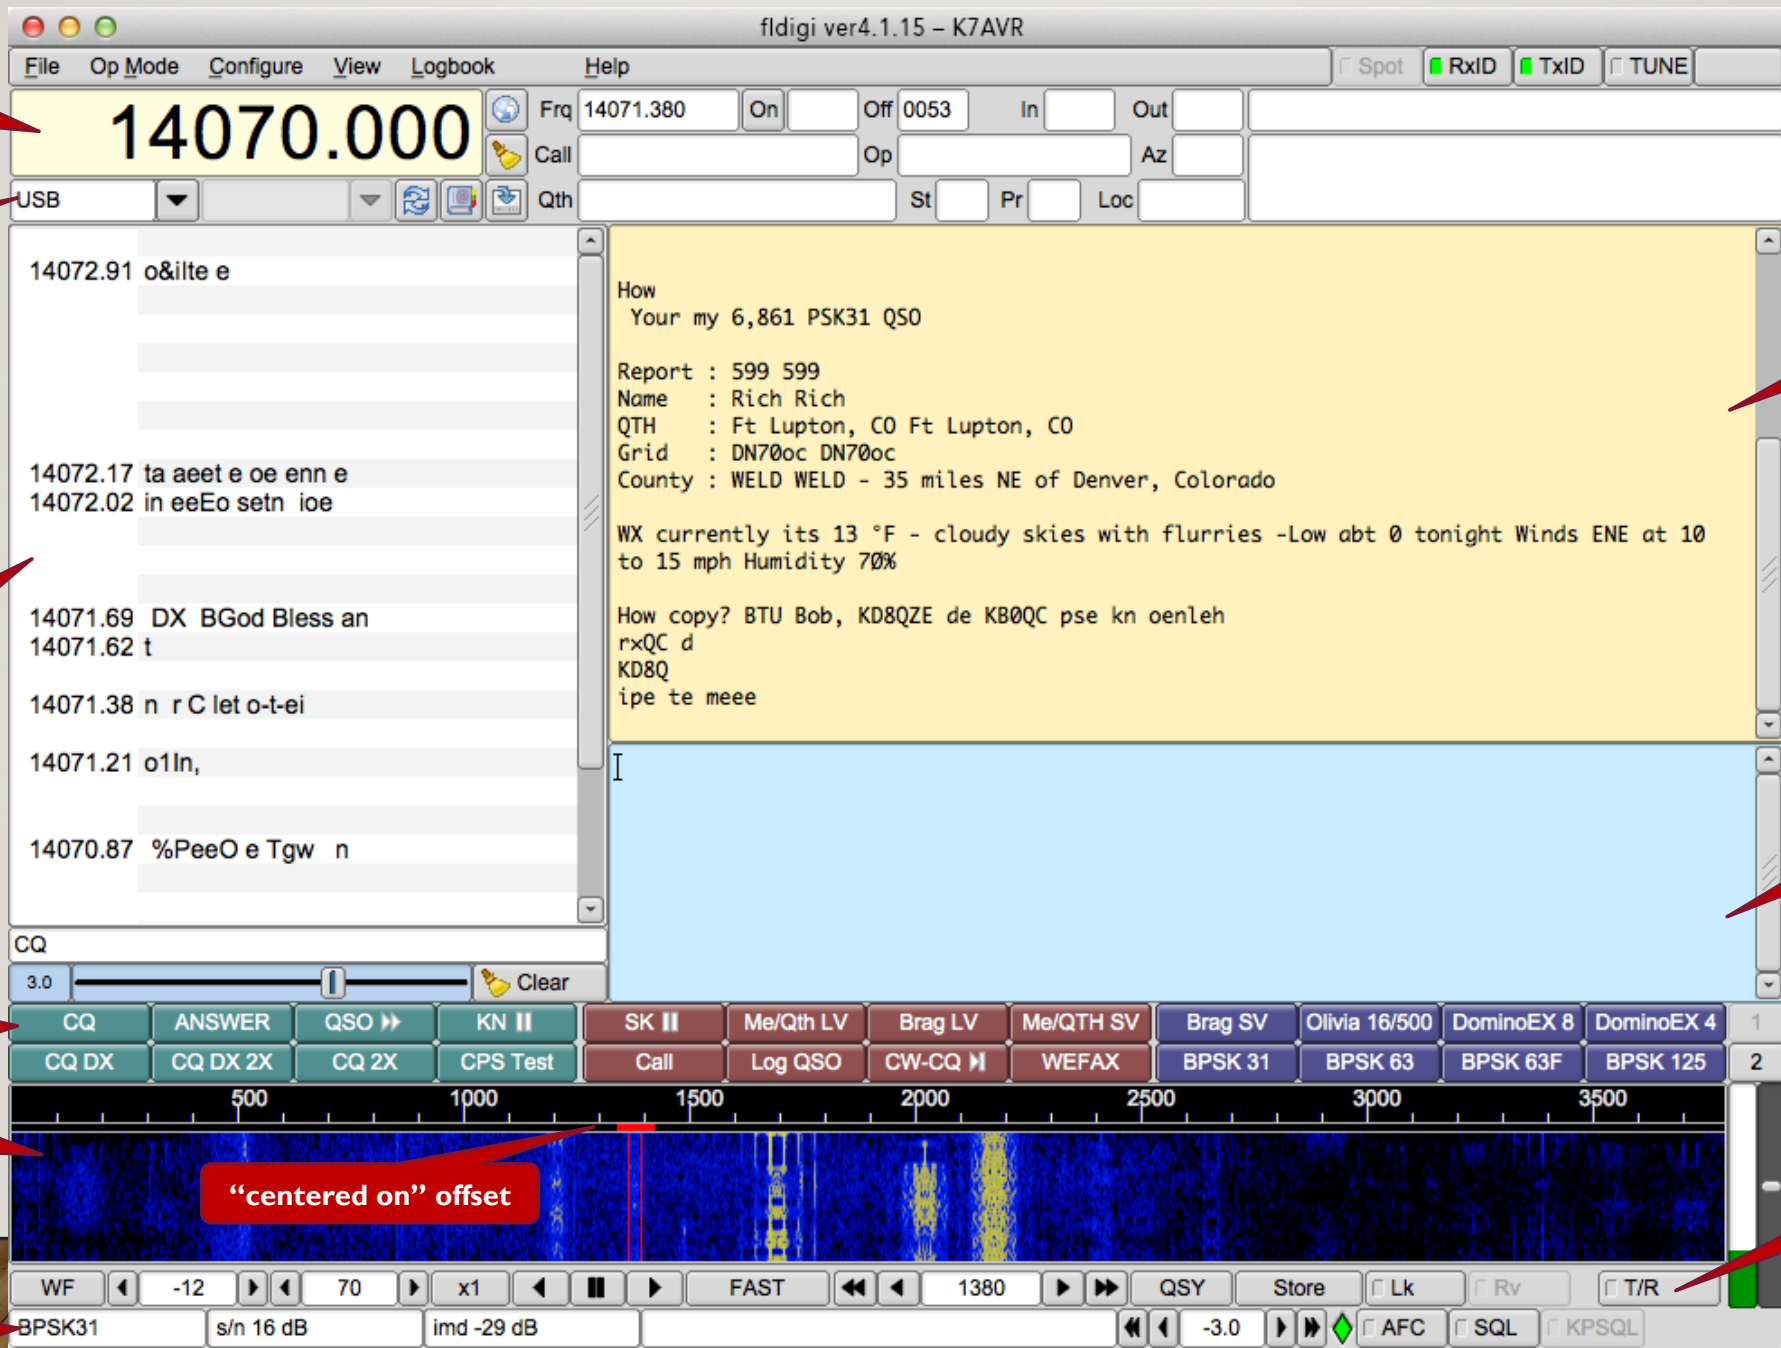 fldigi ver4.1.15 – K7AVR
File Op Mode Configure View Logbook Help Spot RxID TxID TUNE
14070.000 Frq 14071.380 On Off 0053 In Out
Call Op Az
USB Qth St Pr Loc
14072.91 o&ilte e
14072.17 ta aeet e oe enn e
14072.02 in eeEo setn ioe
14071.69 DX BGod Bless an
14071.62 t
14071.38 n r C let o-t-ei
14071.21 o1In,
14070.87 %PeeO e Tgw n
CQ
3.0 Clear
How
Your my 6,861 PSK31 QSO
Report : 599 599
Name : Rich Rich
QTH : Ft Lupton, CO Ft Lupton, CO
Grid : DN70oc DN70oc
County : WELD WELD - 35 miles NE of Denver, Colorado
WX currently its 13 °F - cloudy skies with flurries -Low abt 0 tonight Winds ENE at 10
to 15 mph Humidity 70%
How copy? BTU Bob, KD8QZE de KB0QC pse kn oenleh
rxQC d
KD8Q
ipe te meee
CQ ANSWER QSO KN SK Me/Qth LV Brag LV Me/QTH SV Brag SV Olivia 16/500 DominoEX 8 DominoEX 4 1
CQ DX CQ DX 2X CQ 2X CPS Test Call Log QSO CW-CQ WEFAX BPSK 31 BPSK 63 BPSK 63F BPSK 125 2
500 1000 1500 2000 2500 3000 3500
“centered on” offset
WF -12 70 x1 FAST 1380 QSY Store Lk Rv T/R
BPSK31 s/n 16 dB imd -29 dB -3.0 AFC SQL KPSQL